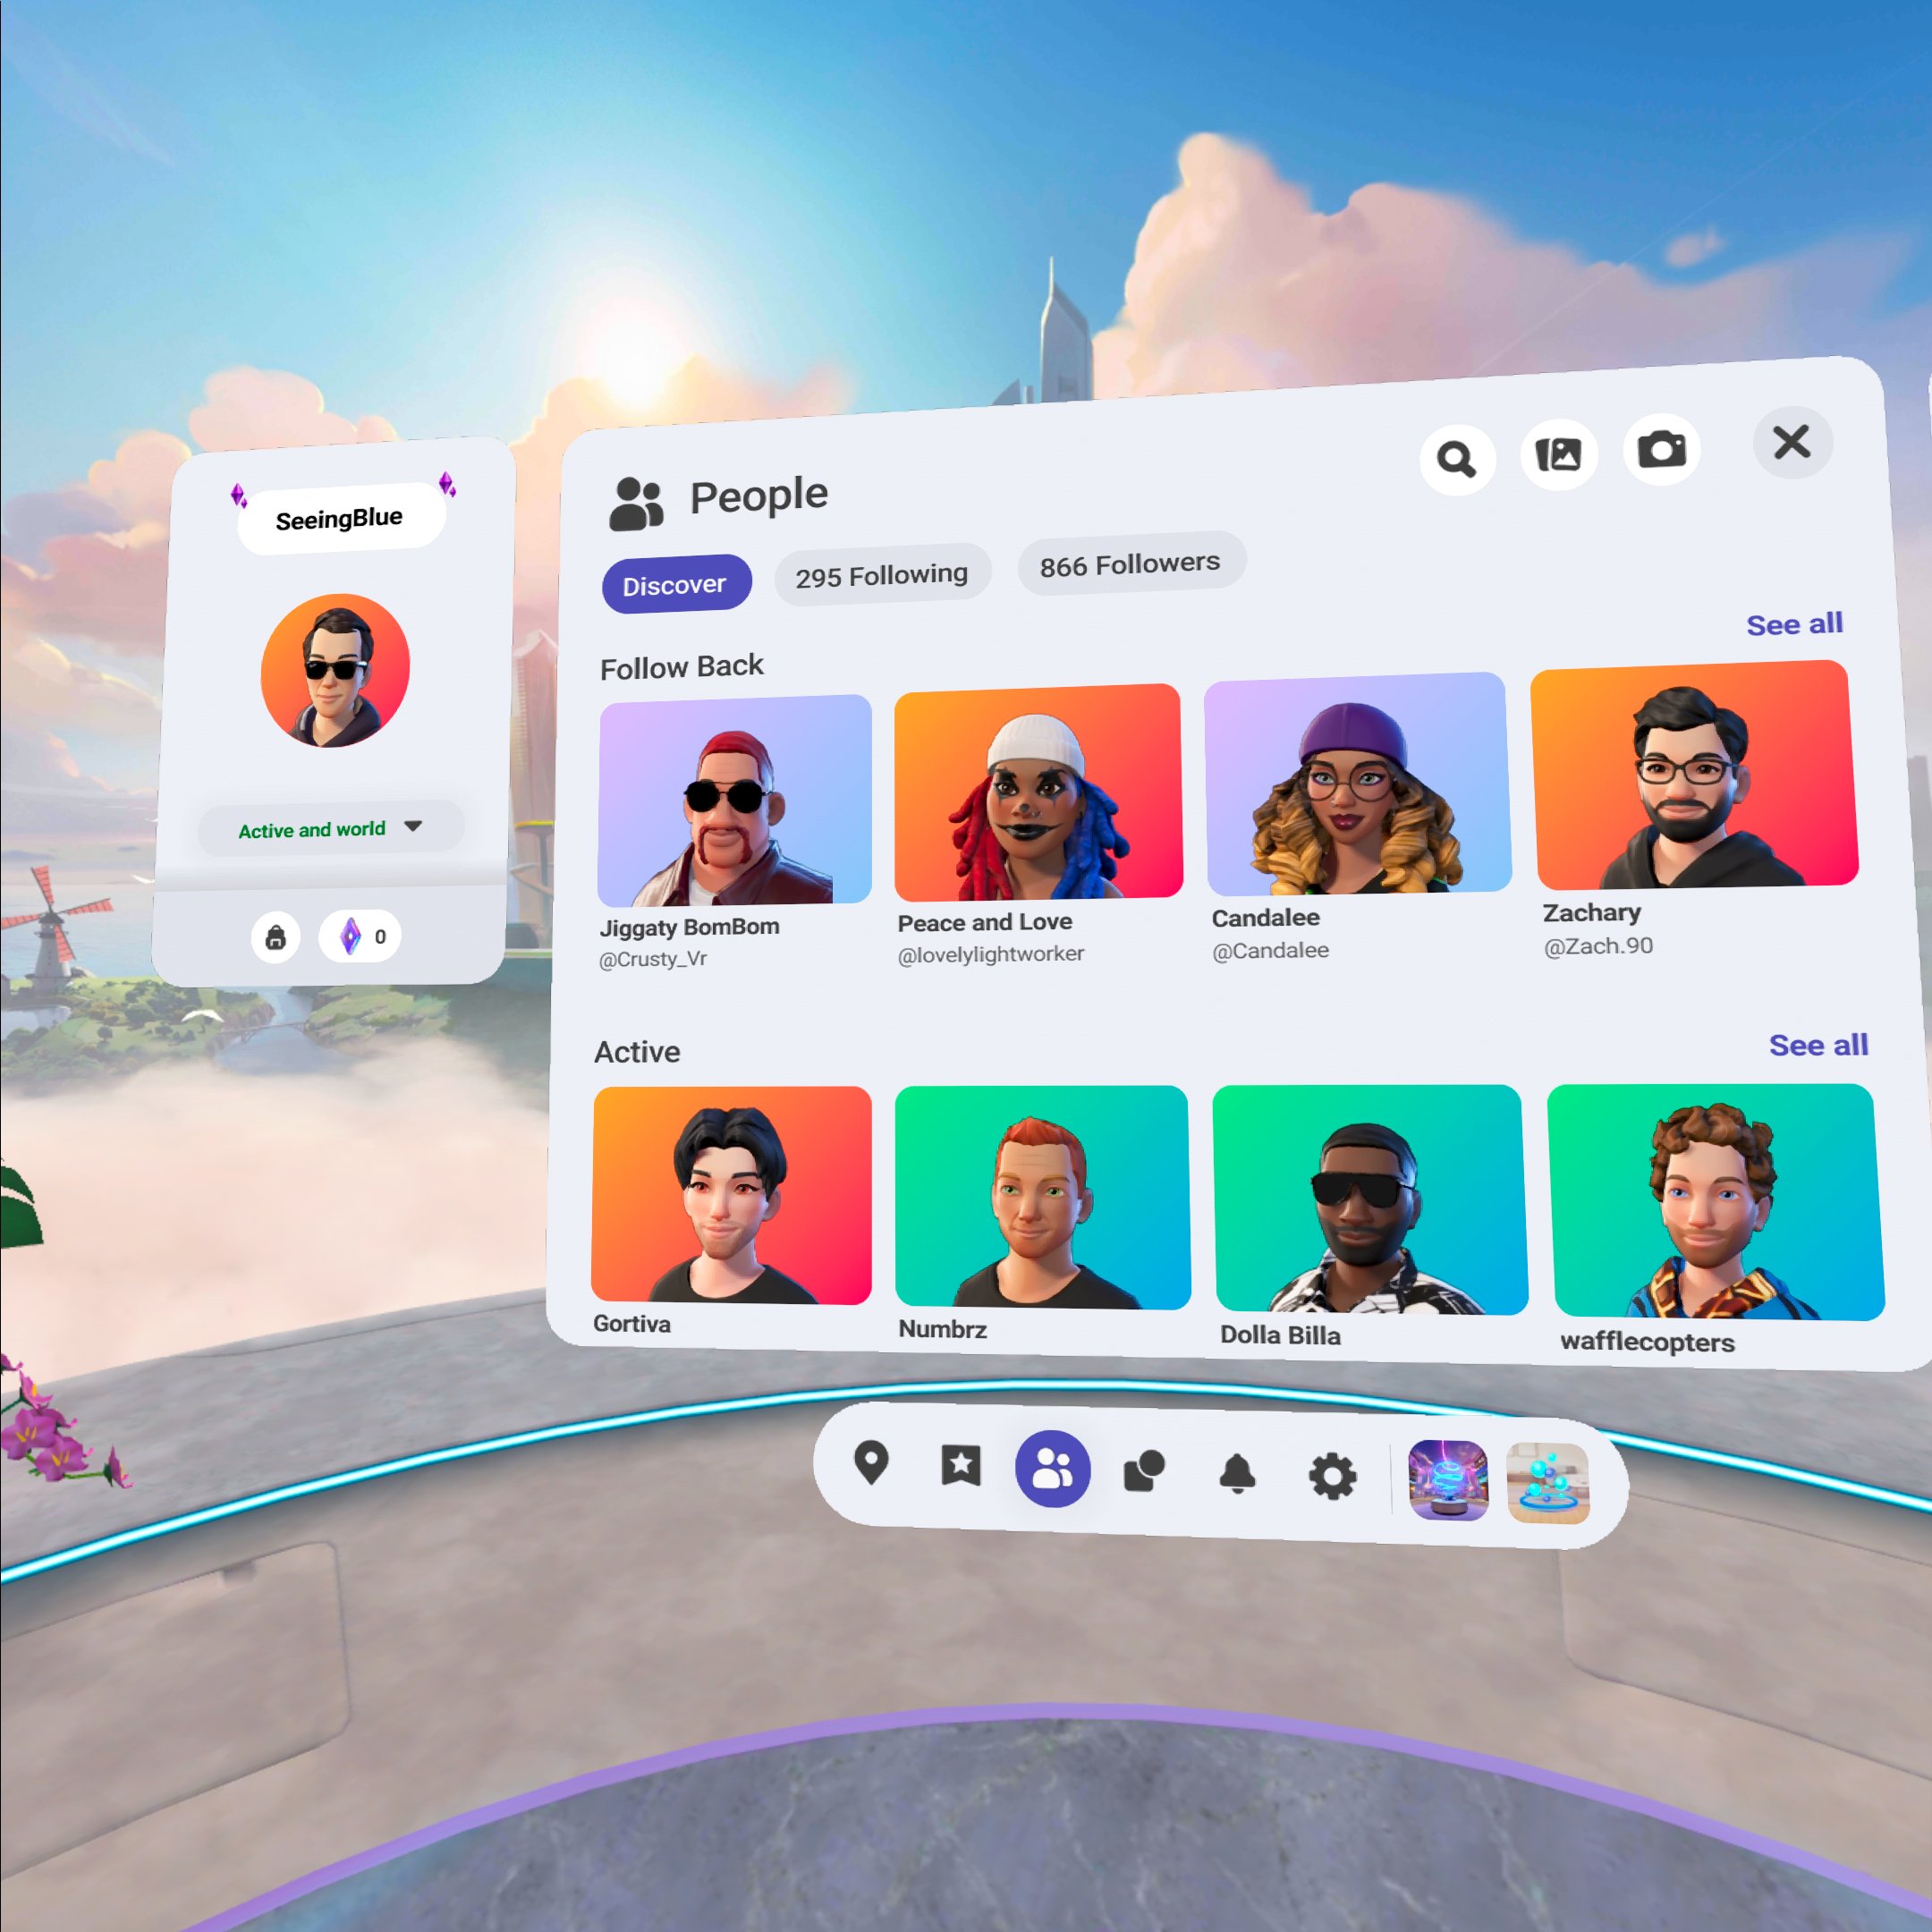 SeeingBlue
Active and world
0
People
Discover
295 Following
866 Followers
Follow Back
See all
Jiggaty BomBom
@Crusty_Vr
Peace and Love
@lovelylightworker
Candalee
@Candalee
Zachary
@Zach.90
Active
See all
Gortiva
Numbrz
Dolla Billa
wafflecopters